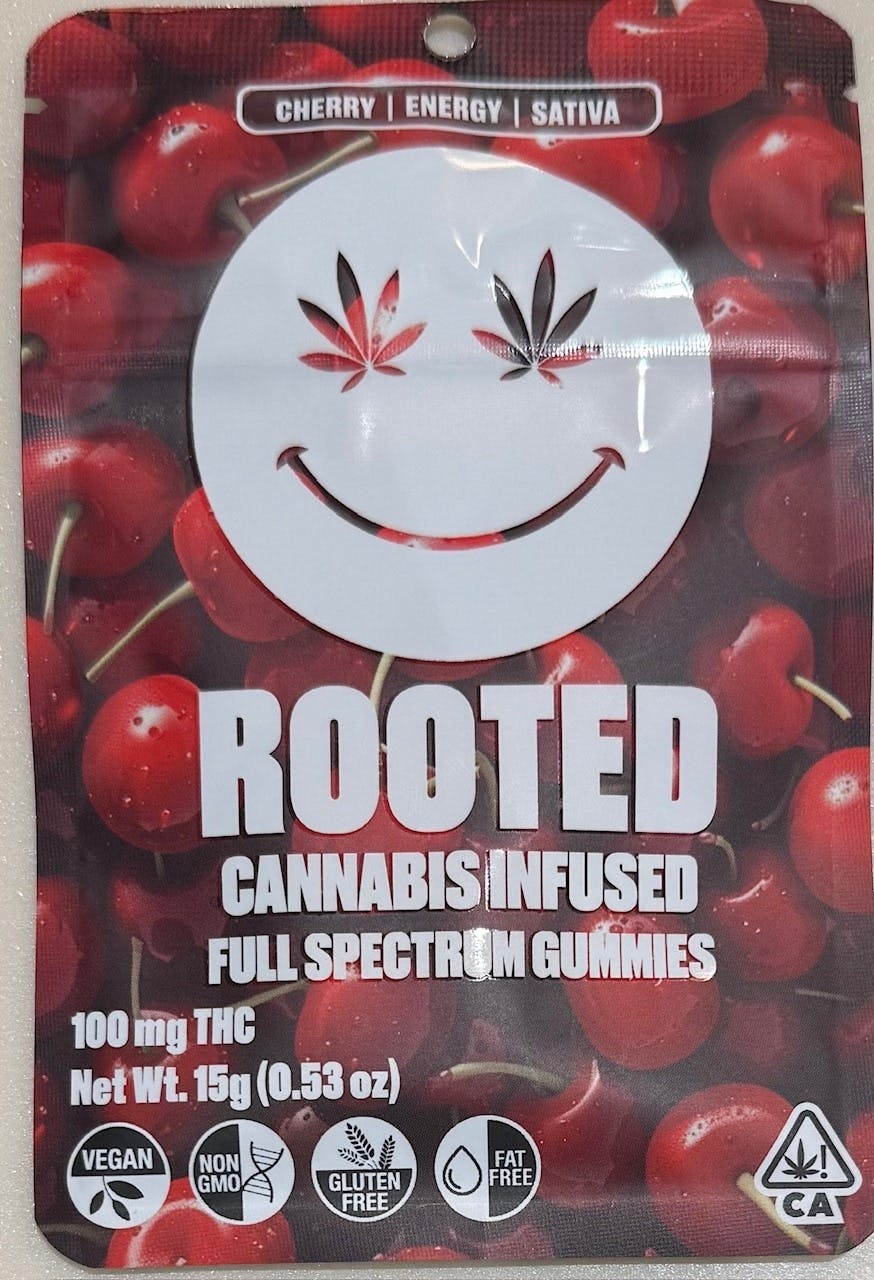 CHERRY | ENERGY | SATIVA
ROOTED
CANNABIS INFUSED
FULL SPECTRUM GUMMIES
100 mg THC
Net Wt. 15g (0.53 oz)
VEGAN
NON
GMO
GLUTEN
FREE
FAT
FREE
!
CA